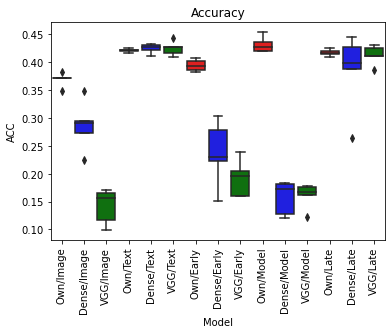 Accuracy
0.45
0.40
0.35
0.30
0.25
0.20
0.15
0.10
ACC
Own/Image
Dense/Image
VGG/Image
Own/Text
Dense/Text
VGG/Text
Own/Early
Dense/Early
VGG/Early
Own/Model
Dense/Model
VGG/Model
Own/Late
Dense/Late
VGG/Late
Model